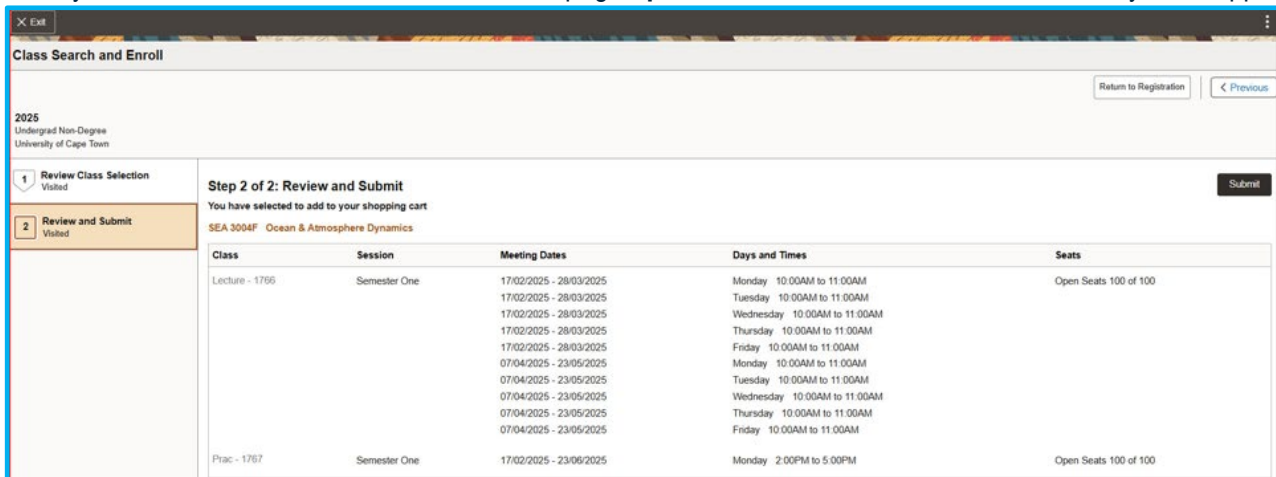 Exit
Class Search and Enroll
Return to Registration
Previous
2025
Undergrad Non-Degree
University of Cape Town
1 Review Class Selection
Visited
2 Review and Submit
Visited
Step 2 of 2: Review and Submit
Submit
You have selected to add to your shopping cart
SEA 3004F Ocean & Atmosphere Dynamics
Class Session Meeting Dates Days and Times Seats
Lecture - 1766 Semester One 17/02/2025 - 28/03/2025 Monday 10:00AM to 11:00AM Open Seats 100 of 100
17/02/2025 - 28/03/2025 Tuesday 10:00AM to 11:00AM
17/02/2025 - 28/03/2025 Wednesday 10:00AM to 11:00AM
17/02/2025 - 28/03/2025 Thursday 10:00AM to 11:00AM
17/02/2025 - 28/03/2025 Friday 10:00AM to 11:00AM
07/04/2025 - 23/05/2025 Monday 10:00AM to 11:00AM
07/04/2025 - 23/05/2025 Tuesday 10:00AM to 11:00AM
07/04/2025 - 23/05/2025 Wednesday 10:00AM to 11:00AM
07/04/2025 - 23/05/2025 Thursday 10:00AM to 11:00AM
07/04/2025 - 23/05/2025 Friday 10:00AM to 11:00AM
Prac - 1767 Semester One 17/02/2025 - 23/06/2025 Monday 2:00PM to 5:00PM Open Seats 100 of 100